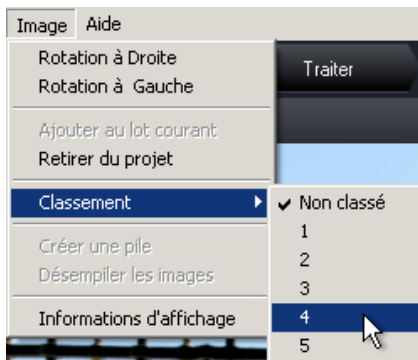 Image Aide
Rotation à Droite
Rotation à Gauche
Traiter
Ajouter au lot courant
Retirer du projet
Classement
Non classé
1
2
3
4
5
Créer une pile
Désempiler les images
Informations d'affichage